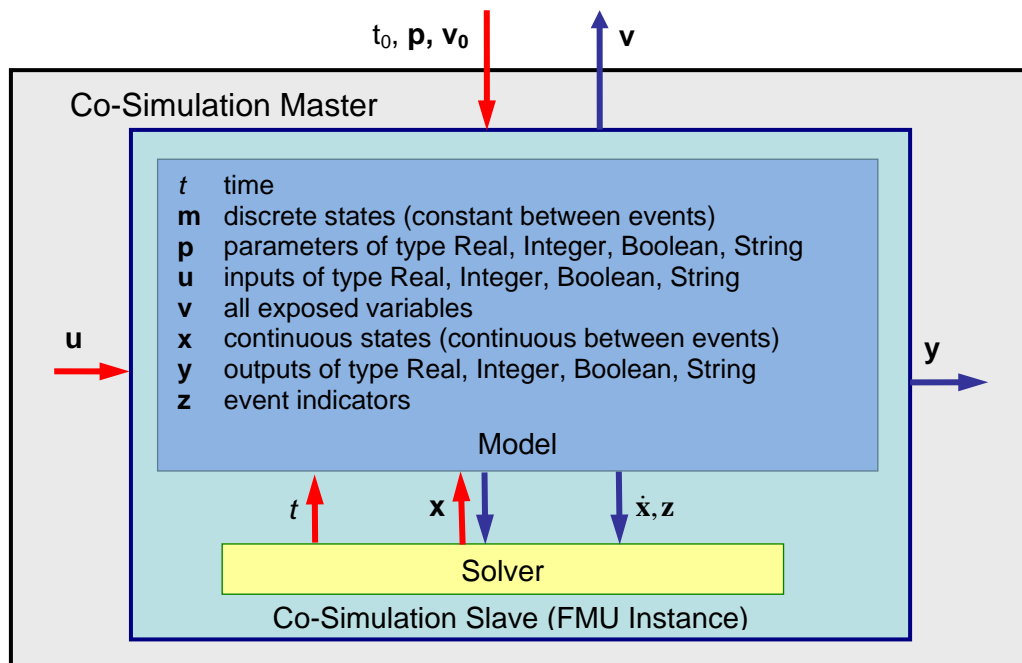 t₀, p, v₀
v
Co-Simulation Master
t time
m discrete states (constant between events)
p parameters of type Real, Integer, Boolean, String
u inputs of type Real, Integer, Boolean, String
v all exposed variables
x continuous states (continuous between events)
y outputs of type Real, Integer, Boolean, String
z event indicators
Model
u
y
t
x
ẋ, z
Solver
Co-Simulation Slave (FMU Instance)